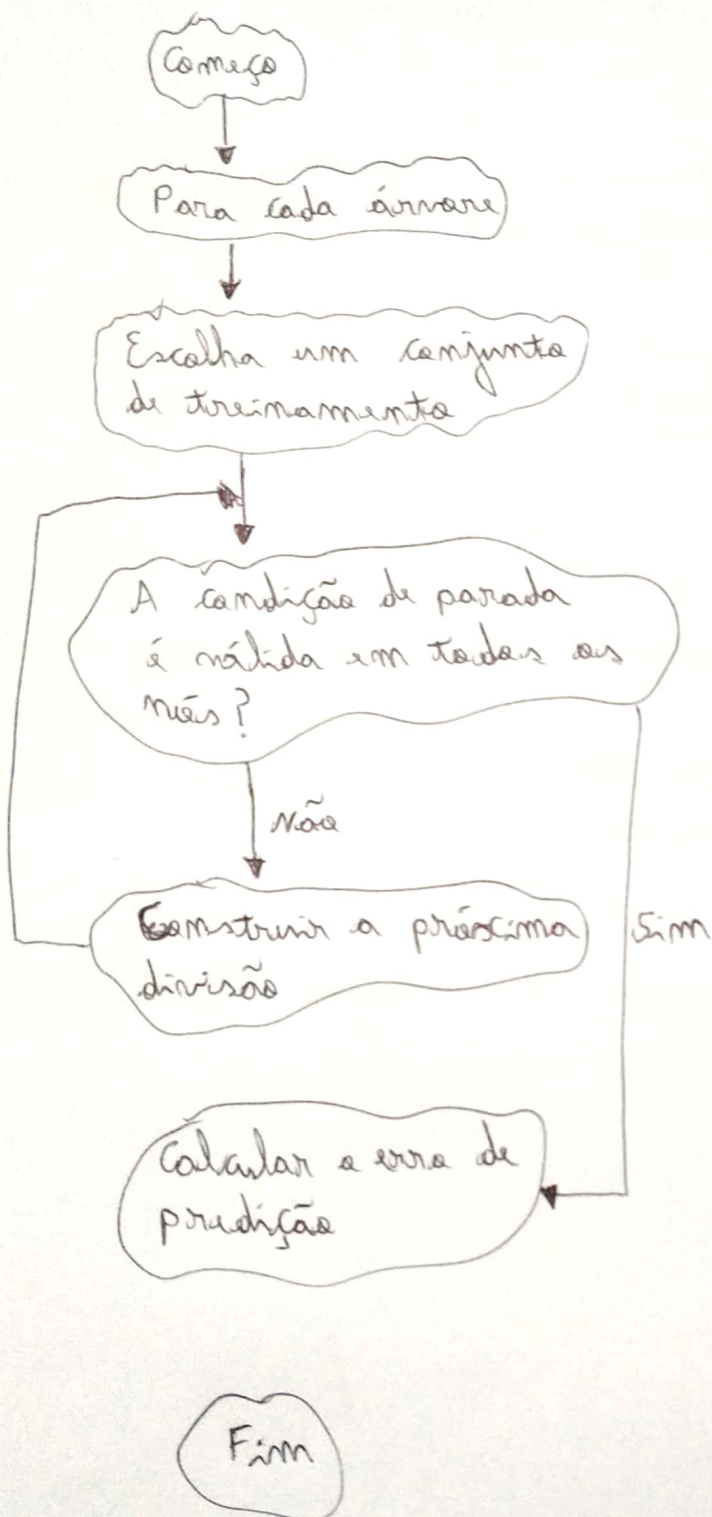 Começo
Para cada árvore
Escolha um conjunto
de treinamento
A condição de parada
é válida em todos os
nós?
Não
Construir a próxima
divisão
Sim
Calcular o erro de
predição
Fim